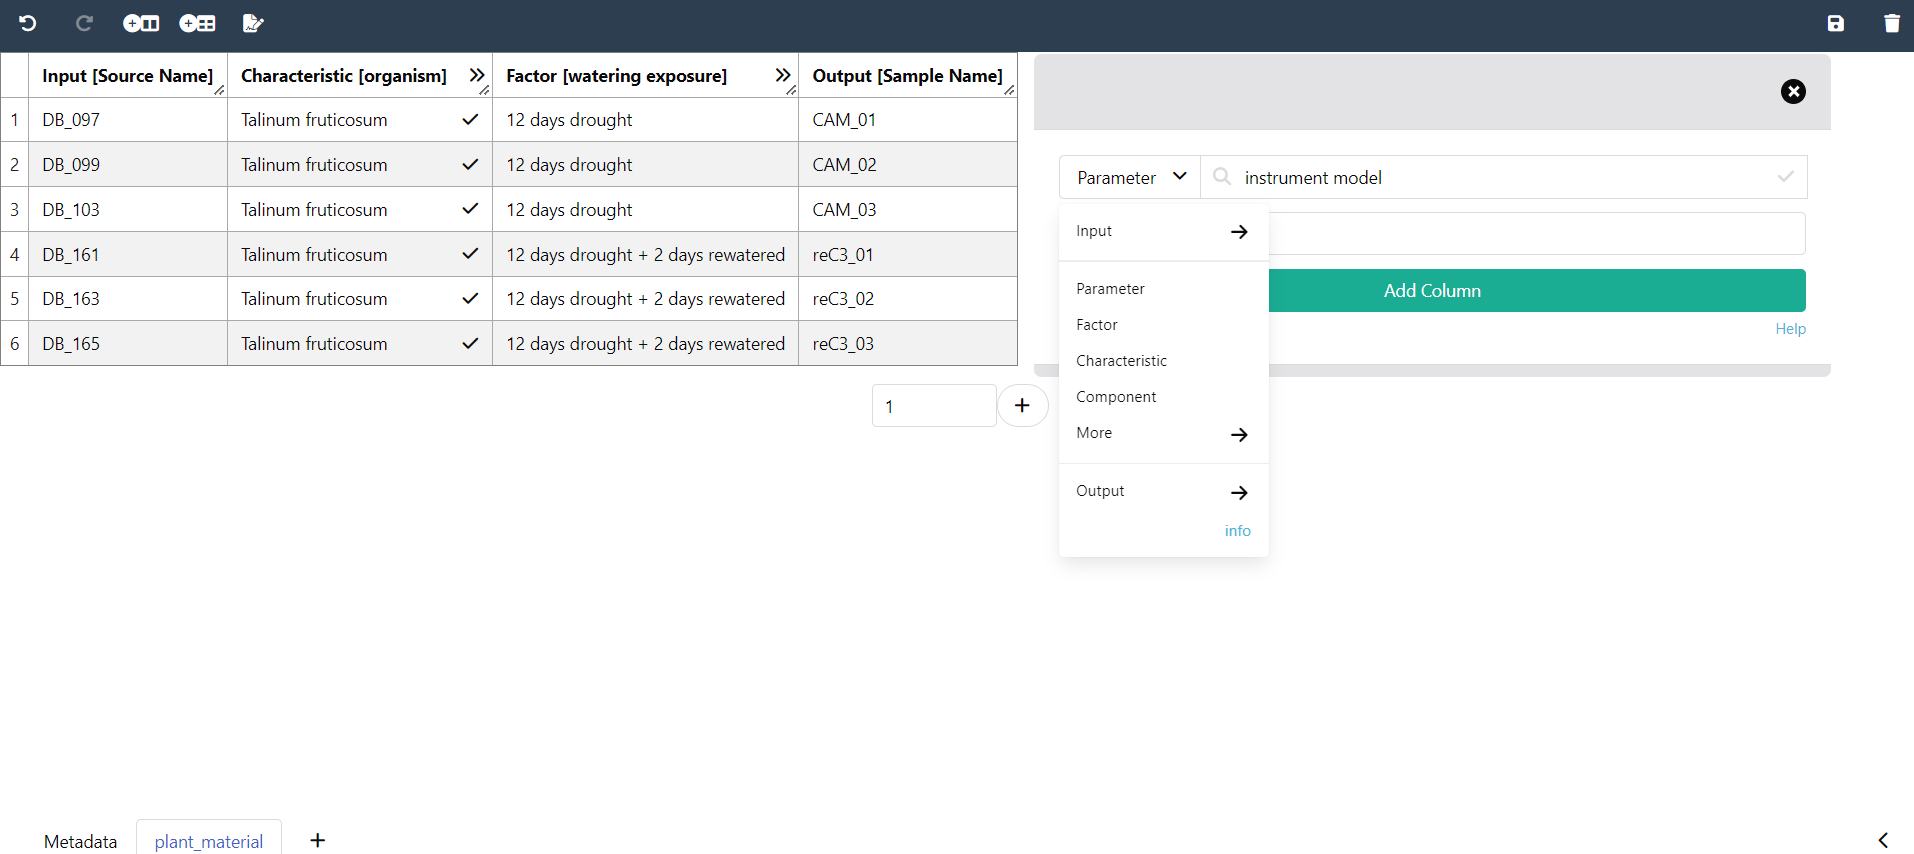 Input [Source Name] Characteristic [organism] Factor [watering exposure] Output [Sample Name]
1 DB_097 Talinum fruticosum 12 days drought CAM_01
2 DB_099 Talinum fruticosum 12 days drought CAM_02
3 DB_103 Talinum fruticosum 12 days drought CAM_03
4 DB_161 Talinum fruticosum 12 days drought + 2 days rewatered reC3_01
5 DB_163 Talinum fruticosum 12 days drought + 2 days rewatered reC3_02
6 DB_165 Talinum fruticosum 12 days drought + 2 days rewatered reC3_03
1
Parameter instrument model
Input
Parameter
Factor
Characteristic
Component
More
Output
info
Add Column
Help
Metadata plant_material